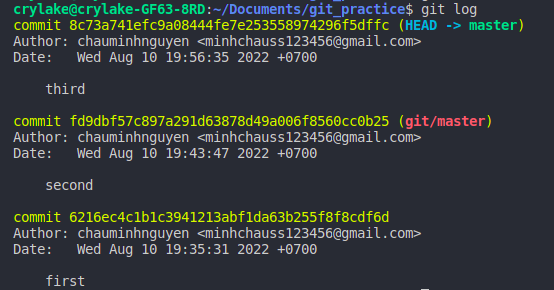 crylake@crylake-GF63-8RD:~/Documents/git_practice$ git log
commit 8c73a741efc9a08444fe7e253558974296f5dffc (HEAD -> master)
Author: chauminhnguyen <minhchauss123456@gmail.com>
Date:   Wed Aug 10 19:56:35 2022 +0700
    third
commit fd9dbf57c897a291d63878d49a006f8560cc0b25 (git/master)
Author: chauminhnguyen <minhchauss123456@gmail.com>
Date:   Wed Aug 10 19:43:47 2022 +0700
    second
commit 6216ec4c1b1c3941213abf1da63b255f8f8cdf6d
Author: chauminhnguyen <minhchauss123456@gmail.com>
Date:   Wed Aug 10 19:35:31 2022 +0700
    first